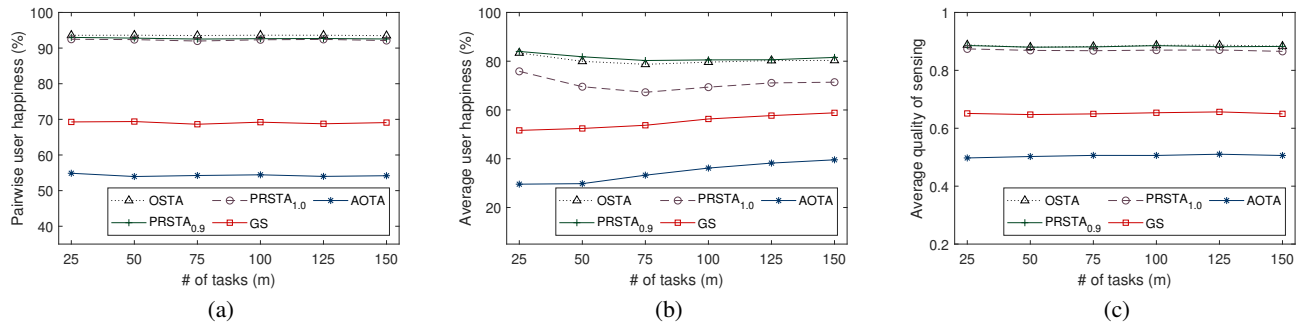 100
90
80
70
60
50
40
Pairwise user happiness (%)
OSTA
PRSTA1.0
AOTA
PRSTA0.9
GS
25 50 75 100 125 150
# of tasks (m)
(a)
100
80
60
40
20
Average user happiness (%)
OSTA
PRSTA1.0
AOTA
PRSTA0.9
GS
25 50 75 100 125 150
# of tasks (m)
(b)
1
0.8
0.6
0.4
0.2
Average quality of sensing
OSTA
PRSTA1.0
AOTA
PRSTA0.9
GS
25 50 75 100 125 150
# of tasks (m)
(c)